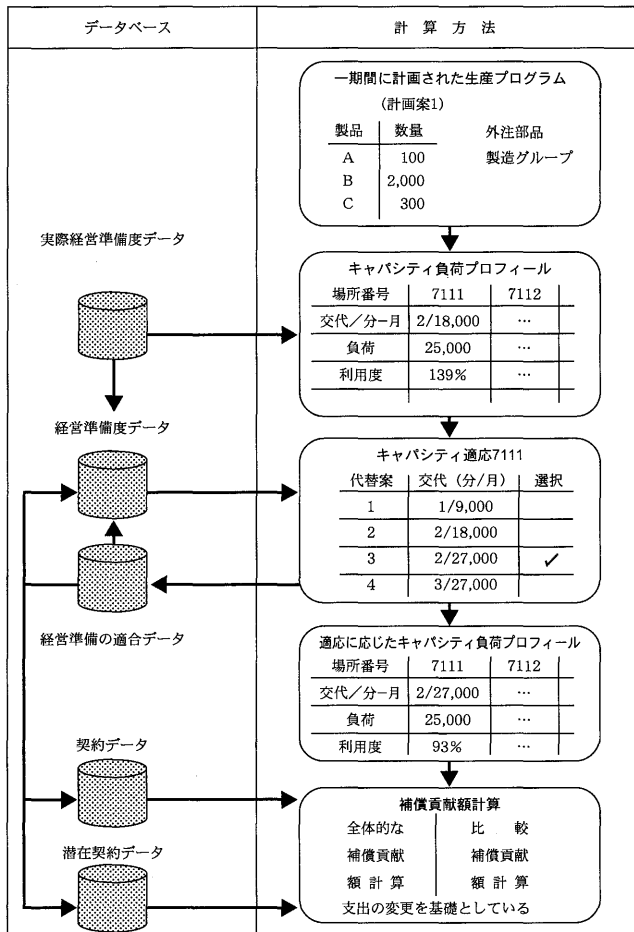 データベース
計算方法
一期間に計画された生産プログラム
(計画案1)
製品 数量 外注部品
A 100 製造グループ
B 2,000
C 300
実際経営準備度データ
キャパシティ負荷プロフィール
場所番号 7111 7112
交代／分−月 2/18,000 …
負荷 25,000 …
利用度 139% …
経営準備度データ
キャパシティ適応7111
代替案 交代（分/月） 選択
1 1/9,000
2 2/18,000
3 2/27,000 ✓
4 3/27,000
経営準備の適合データ
適応に応じたキャパシティ負荷プロフィール
場所番号 7111 7112
交代／分−月 2/27,000 …
負荷 25,000 …
利用度 93% …
契約データ
補償貢献額計算
全体的な 比較
補償貢献 補償貢献
額計算 額計算
支出の変更を基礎としている
潜在契約データ